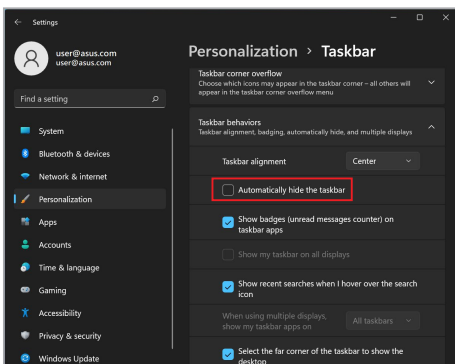 Settings
user@asus.com
user@asus.com
Find a setting
System
Bluetooth & devices
Network & internet
Personalization
Apps
Accounts
Time & language
Gaming
Accessibility
Privacy & security
Windows Update
Personalization > Taskbar
Taskbar corner overflow
Choose which icons may appear in the taskbar corner – all others will
appear in the taskbar corner overflow menu
Taskbar behaviors
Taskbar alignment, badging, automatically hide, and multiple displays
Taskbar alignment
Center
Automatically hide the taskbar
Show badges (unread messages counter) on
taskbar apps
Show my taskbar on all displays
Show recent searches when I hover over the search
icon
When using multiple displays,
show my taskbar apps on
All taskbars
Select the far corner of the taskbar to show the
desktop